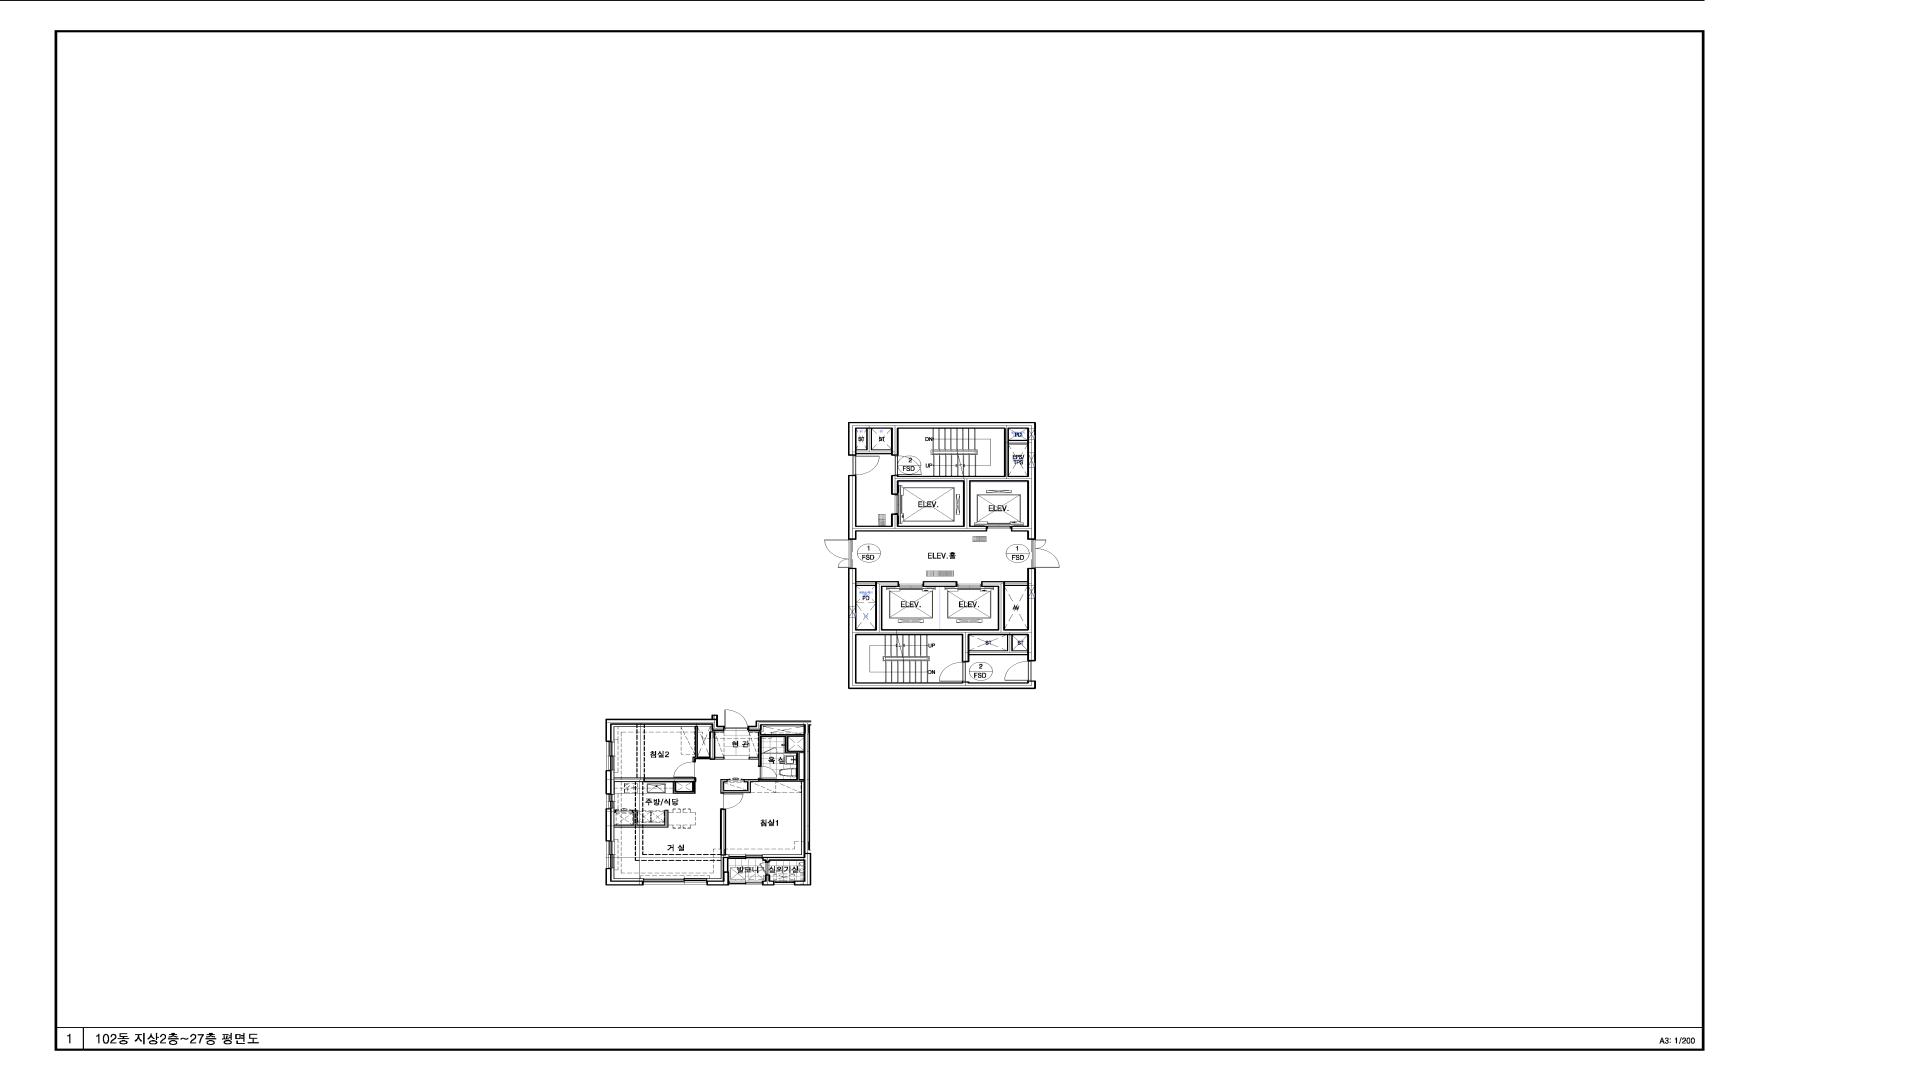 ST
ST
DN
PD
EPS/
TPS
2
FSD
UP
ELEV.
ELEV.
1
FSD
ELEV.홀
1
FSD
PD
ELEV.
ELEV.
AV
UP
ST
ST
DN
2
FSD
현 관
침실2
욕 실
주방/식당
침실1
거 실
발코니
실외기실
1
102동 지상2층~27층 평면도
A3: 1/200